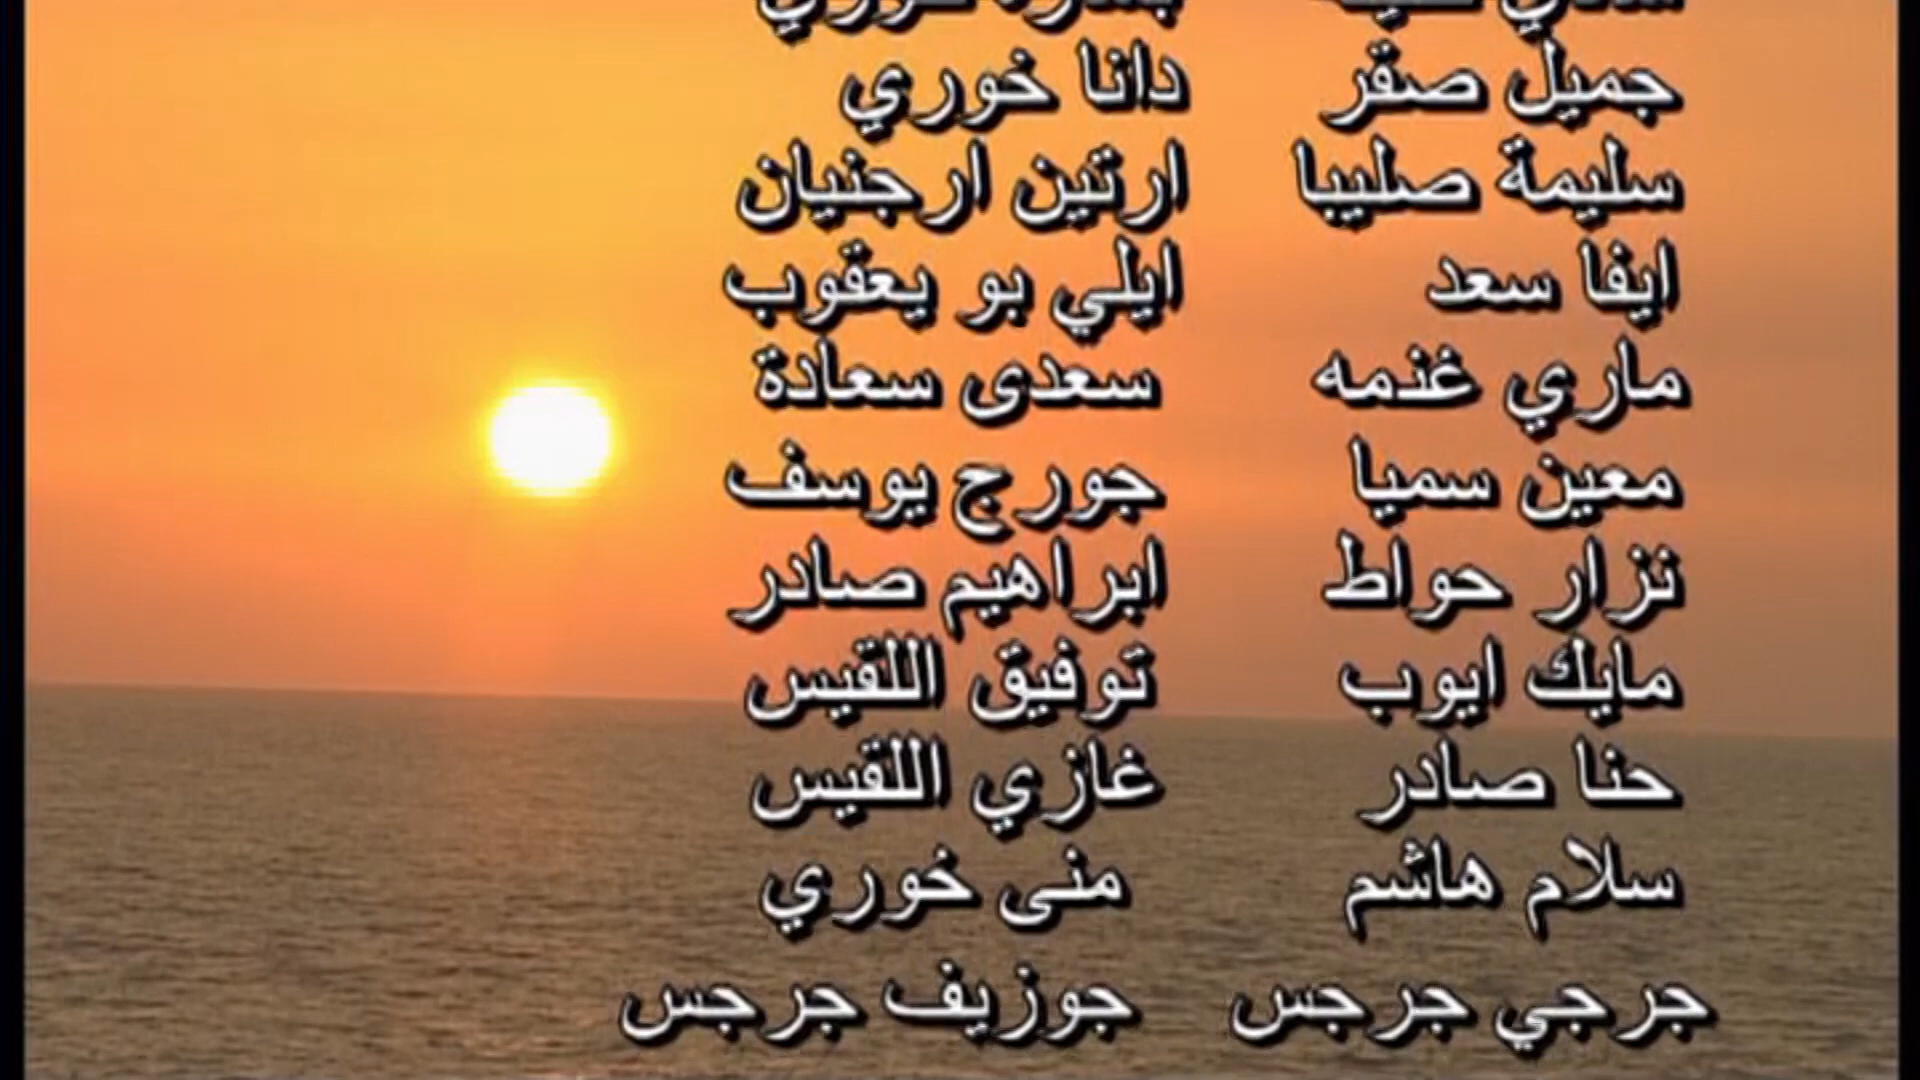 جميل صقر دانا خوري
سليمة صليبا ارتين ارجنيان
ايفا سعد ايلي بو يعقوب
ماري غنمه سعدى سعادة
معين سميا جورج يوسف
نزار حواط ابراهيم صادر
مايك ايوب توفيق اللقيس
حنا صادر غازي اللقيس
سلام هاشم منى خوري
جرجي جرجس جوزيف جرجس